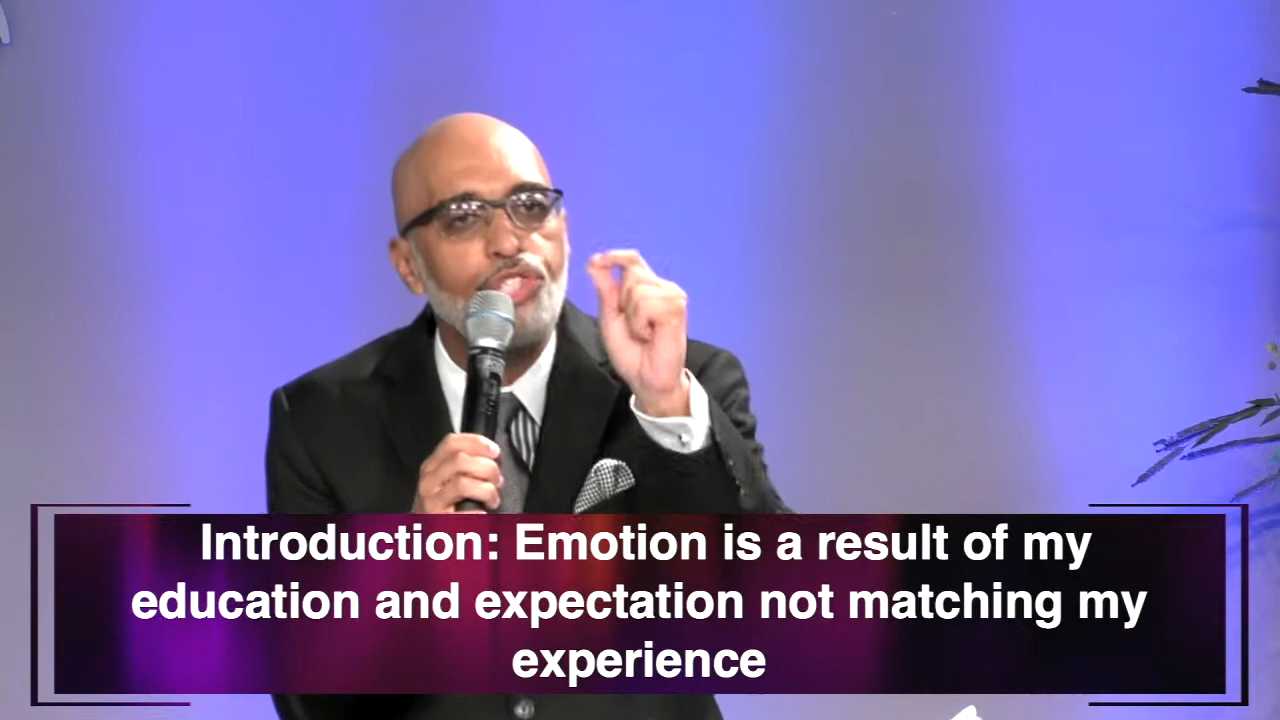 Introduction: Emotion is a result of my
education and expectation not matching my
experience